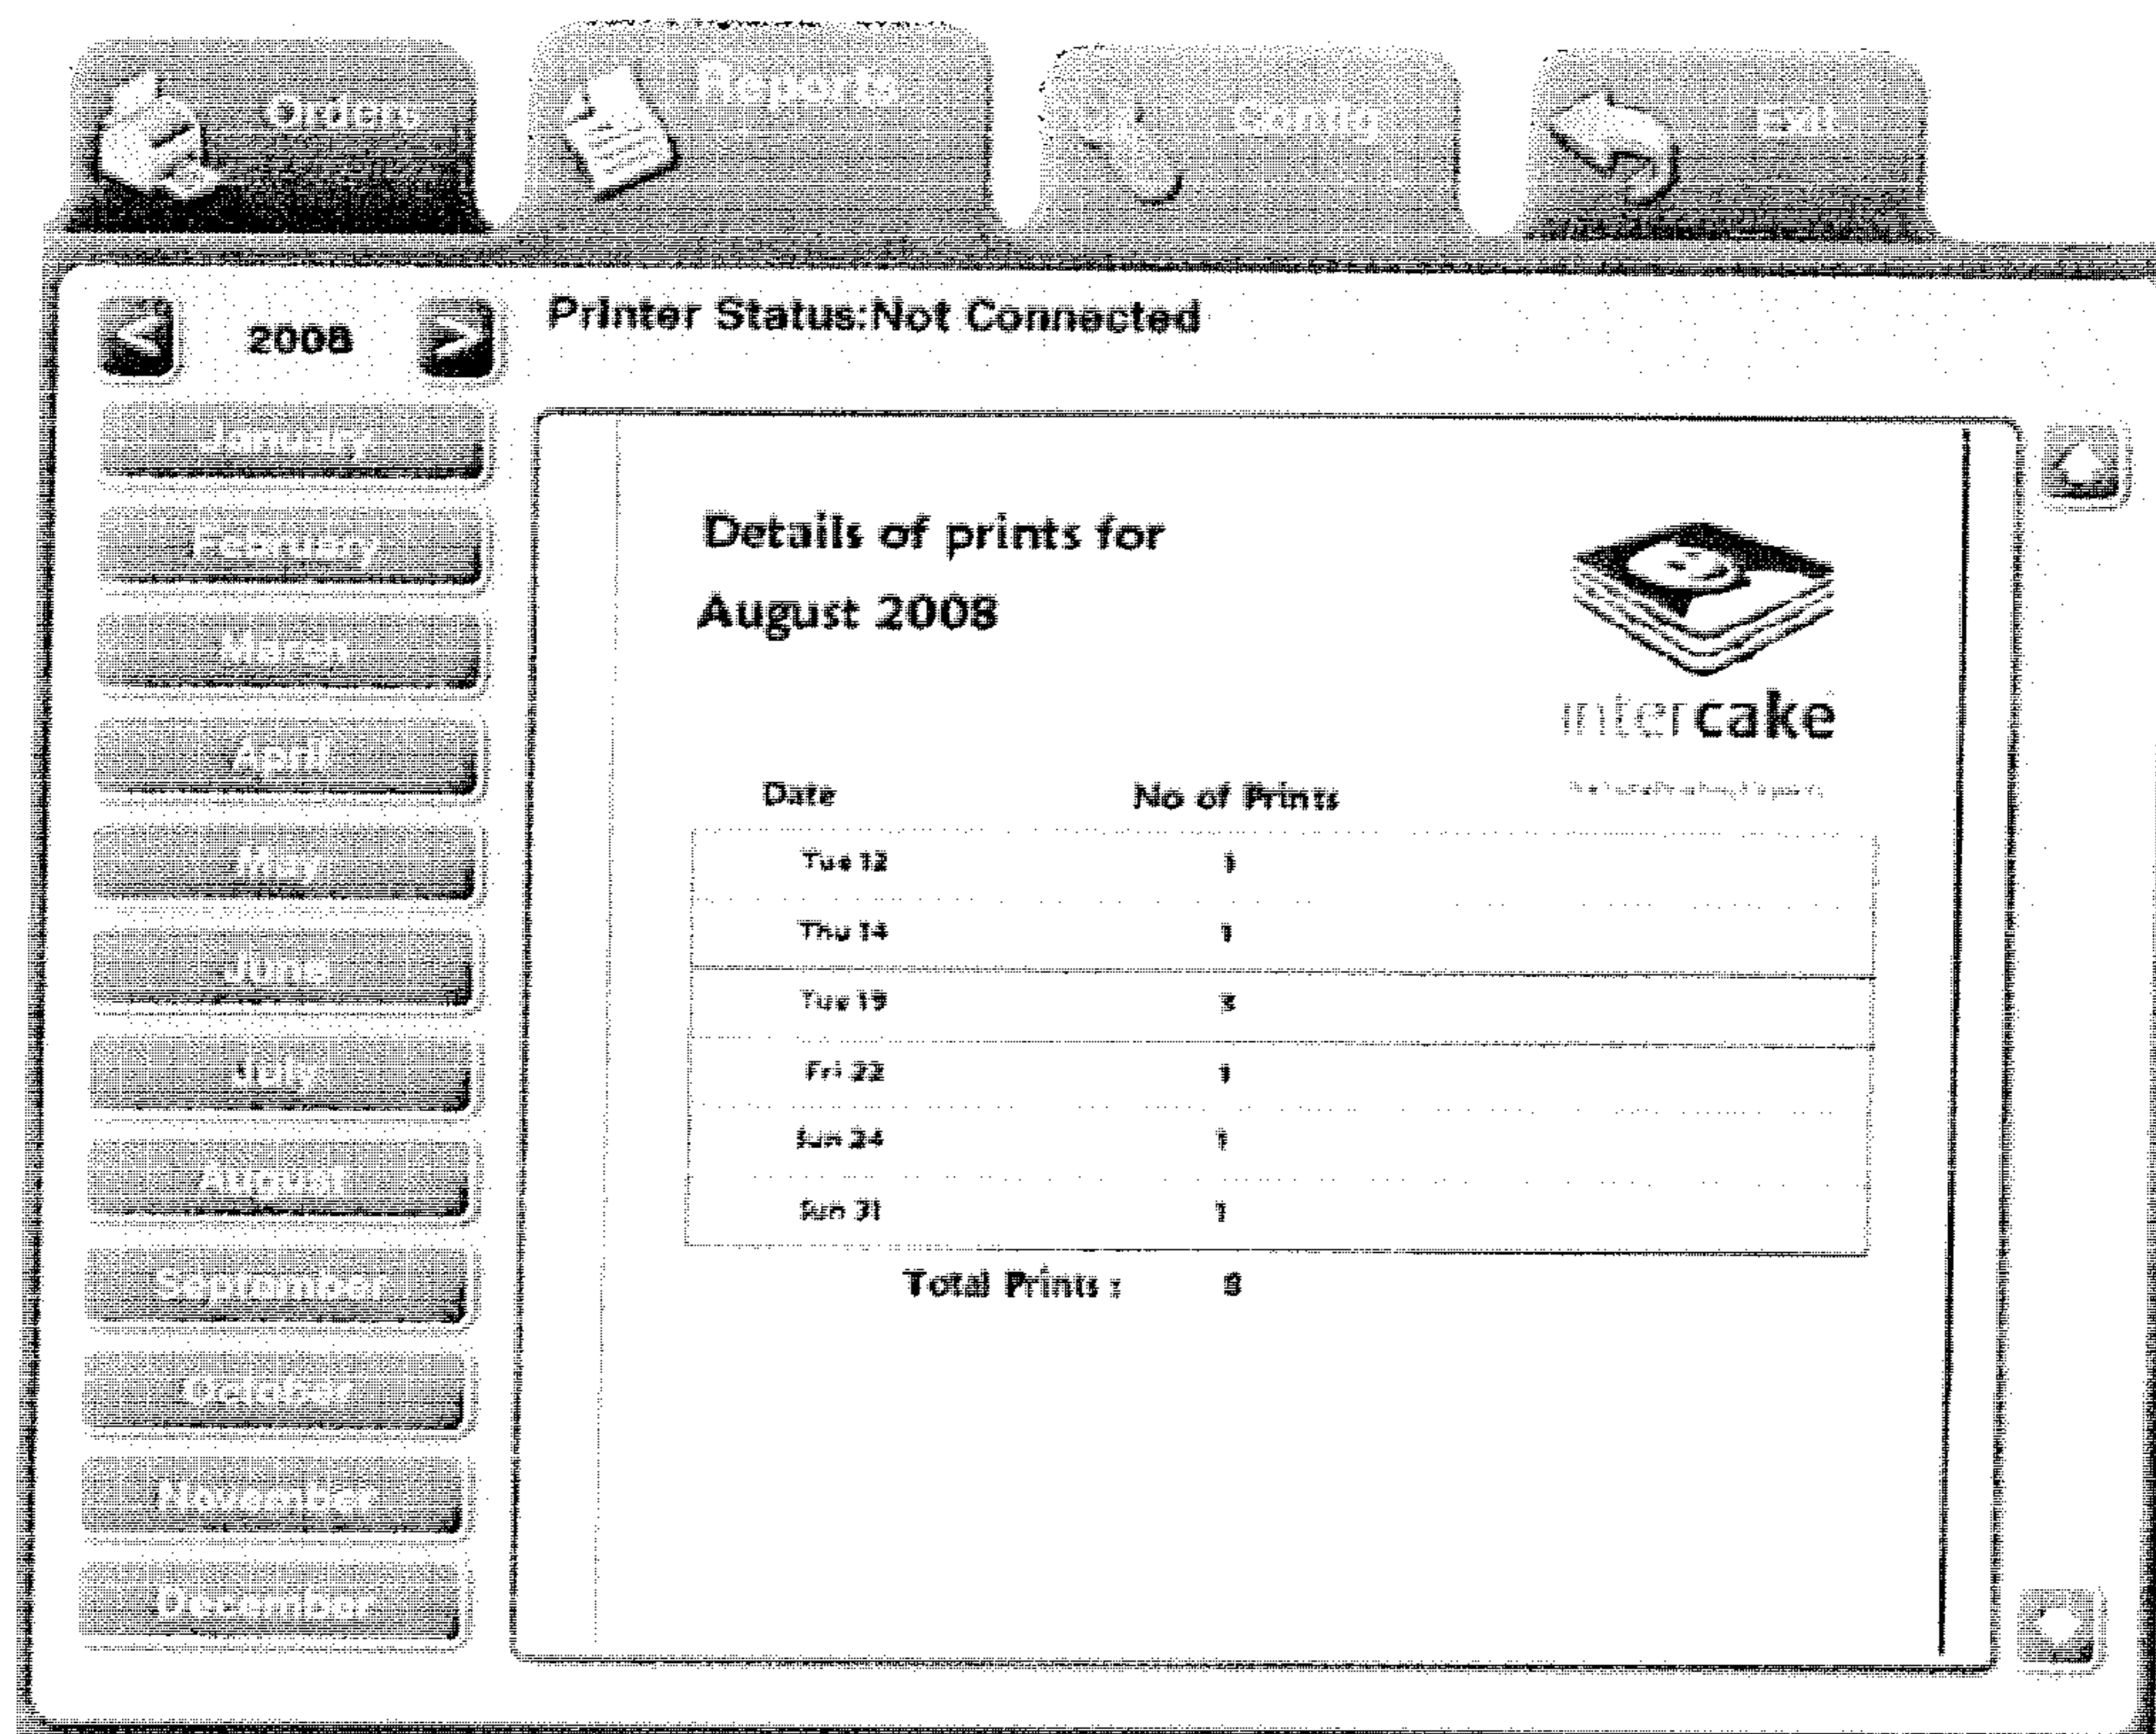 Orders
Reports
Config
Exit
< 2008 >
Printer Status:Not Connected
January
February
March
April
May
June
July
August
September
October
November
December
Details of prints for
August 2008
intercake
Date No of Prints
Tue 12 1
Thu 14 1
Tue 19
Fri 22 1
Sun 24 1
Sun 31 1
Total Prints :